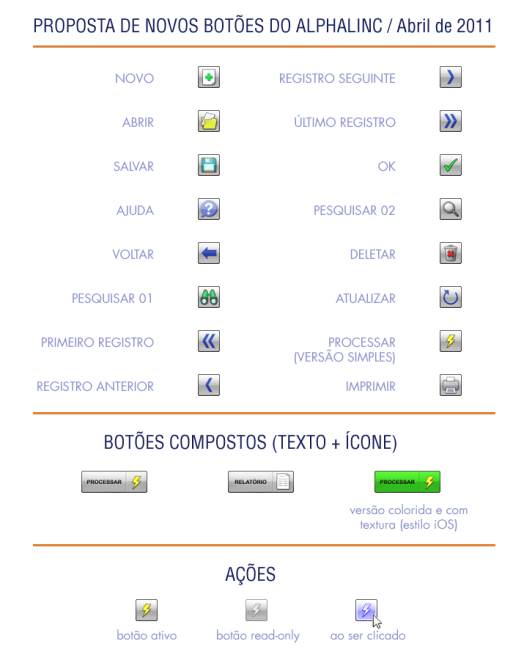 PROPOSTA DE NOVOS BOTÕES DO ALPHALINC / Abril de 2011
NOVO
ABRIR
SALVAR
AJUDA
VOLTAR
PESQUISAR 01
PRIMEIRO REGISTRO
REGISTRO ANTERIOR
REGISTRO SEGUINTE
ÚLTIMO REGISTRO
OK
PESQUISAR 02
DELETAR
ATUALIZAR
PROCESSAR
(VERSÃO SIMPLES)
IMPRIMIR
BOTÕES COMPOSTOS (TEXTO + ÍCONE)
PROCESSAR
RELATÓRIO
PROCESSAR
versão colorida e com
textura (estilo iOS)
AÇÕES
botão ativo
botão read-only
ao ser clicado